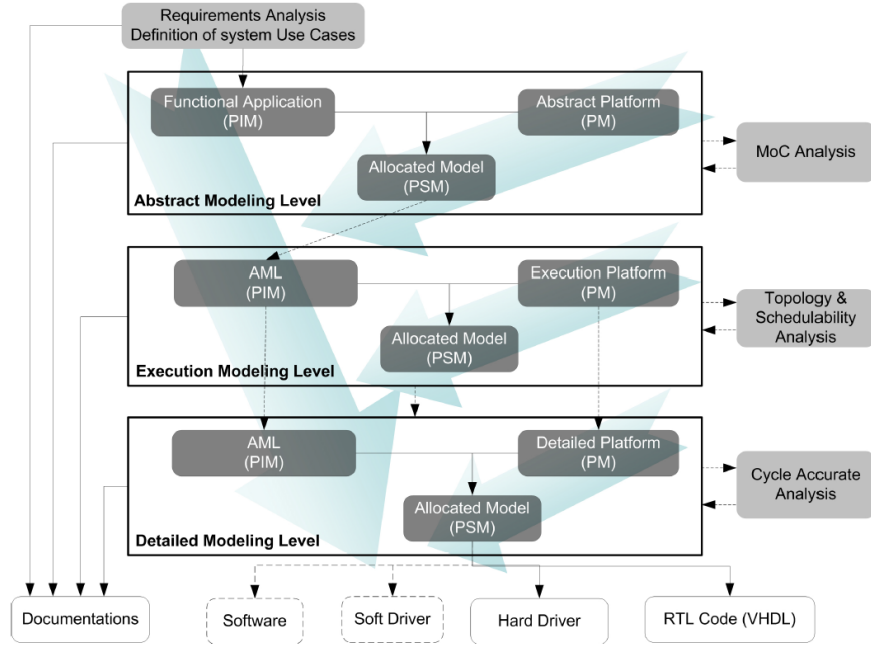 Requirements Analysis
Definition of system Use Cases
Functional Application
(PIM)
Abstract Platform
(PM)
MoC Analysis
Allocated Model
(PSM)
Abstract Modeling Level
AML
(PIM)
Execution Platform
(PM)
Topology &
Schedulability
Analysis
Allocated Model
(PSM)
Execution Modeling Level
AML
(PIM)
Detailed Platform
(PM)
Cycle Accurate
Analysis
Allocated Model
(PSM)
Detailed Modeling Level
Documentations
Software
Soft Driver
Hard Driver
RTL Code (VHDL)